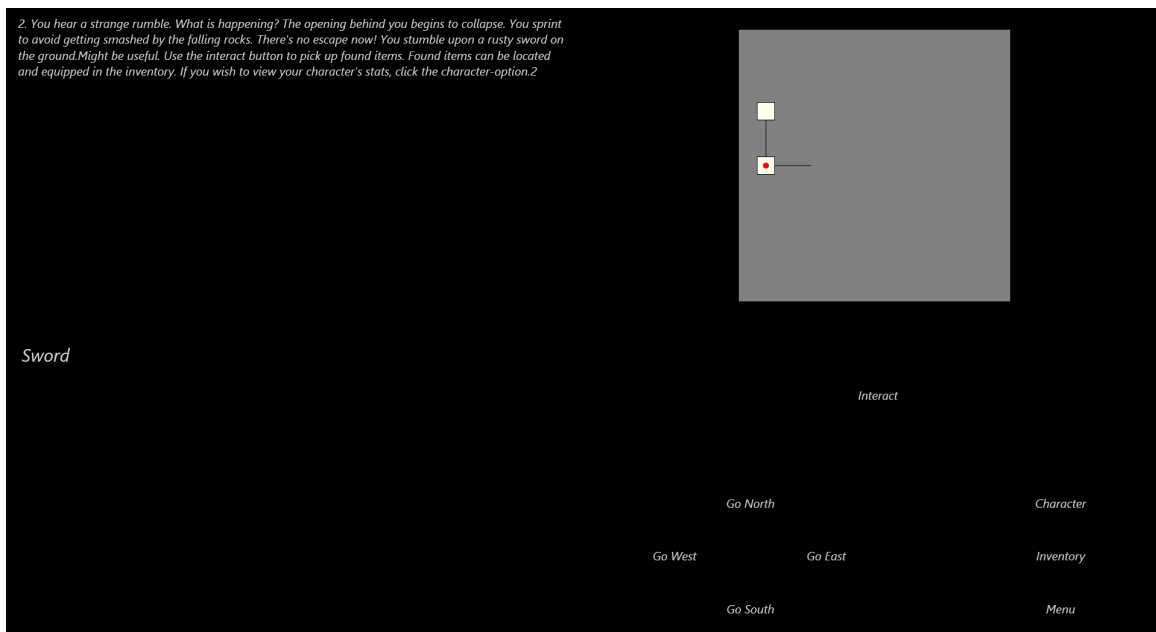 2. You hear a strange rumble. What is happening? The opening behind you begins to collapse. You sprint
to avoid getting smashed by the falling rocks. There's no escape now! You stumble upon a rusty sword on
the ground.Might be useful. Use the interact button to pick up found items. Found items can be located
and equipped in the inventory. If you wish to view your character's stats, click the character-option.2
Sword
Interact
Go North
Character
Go West
Go East
Inventory
Go South
Menu